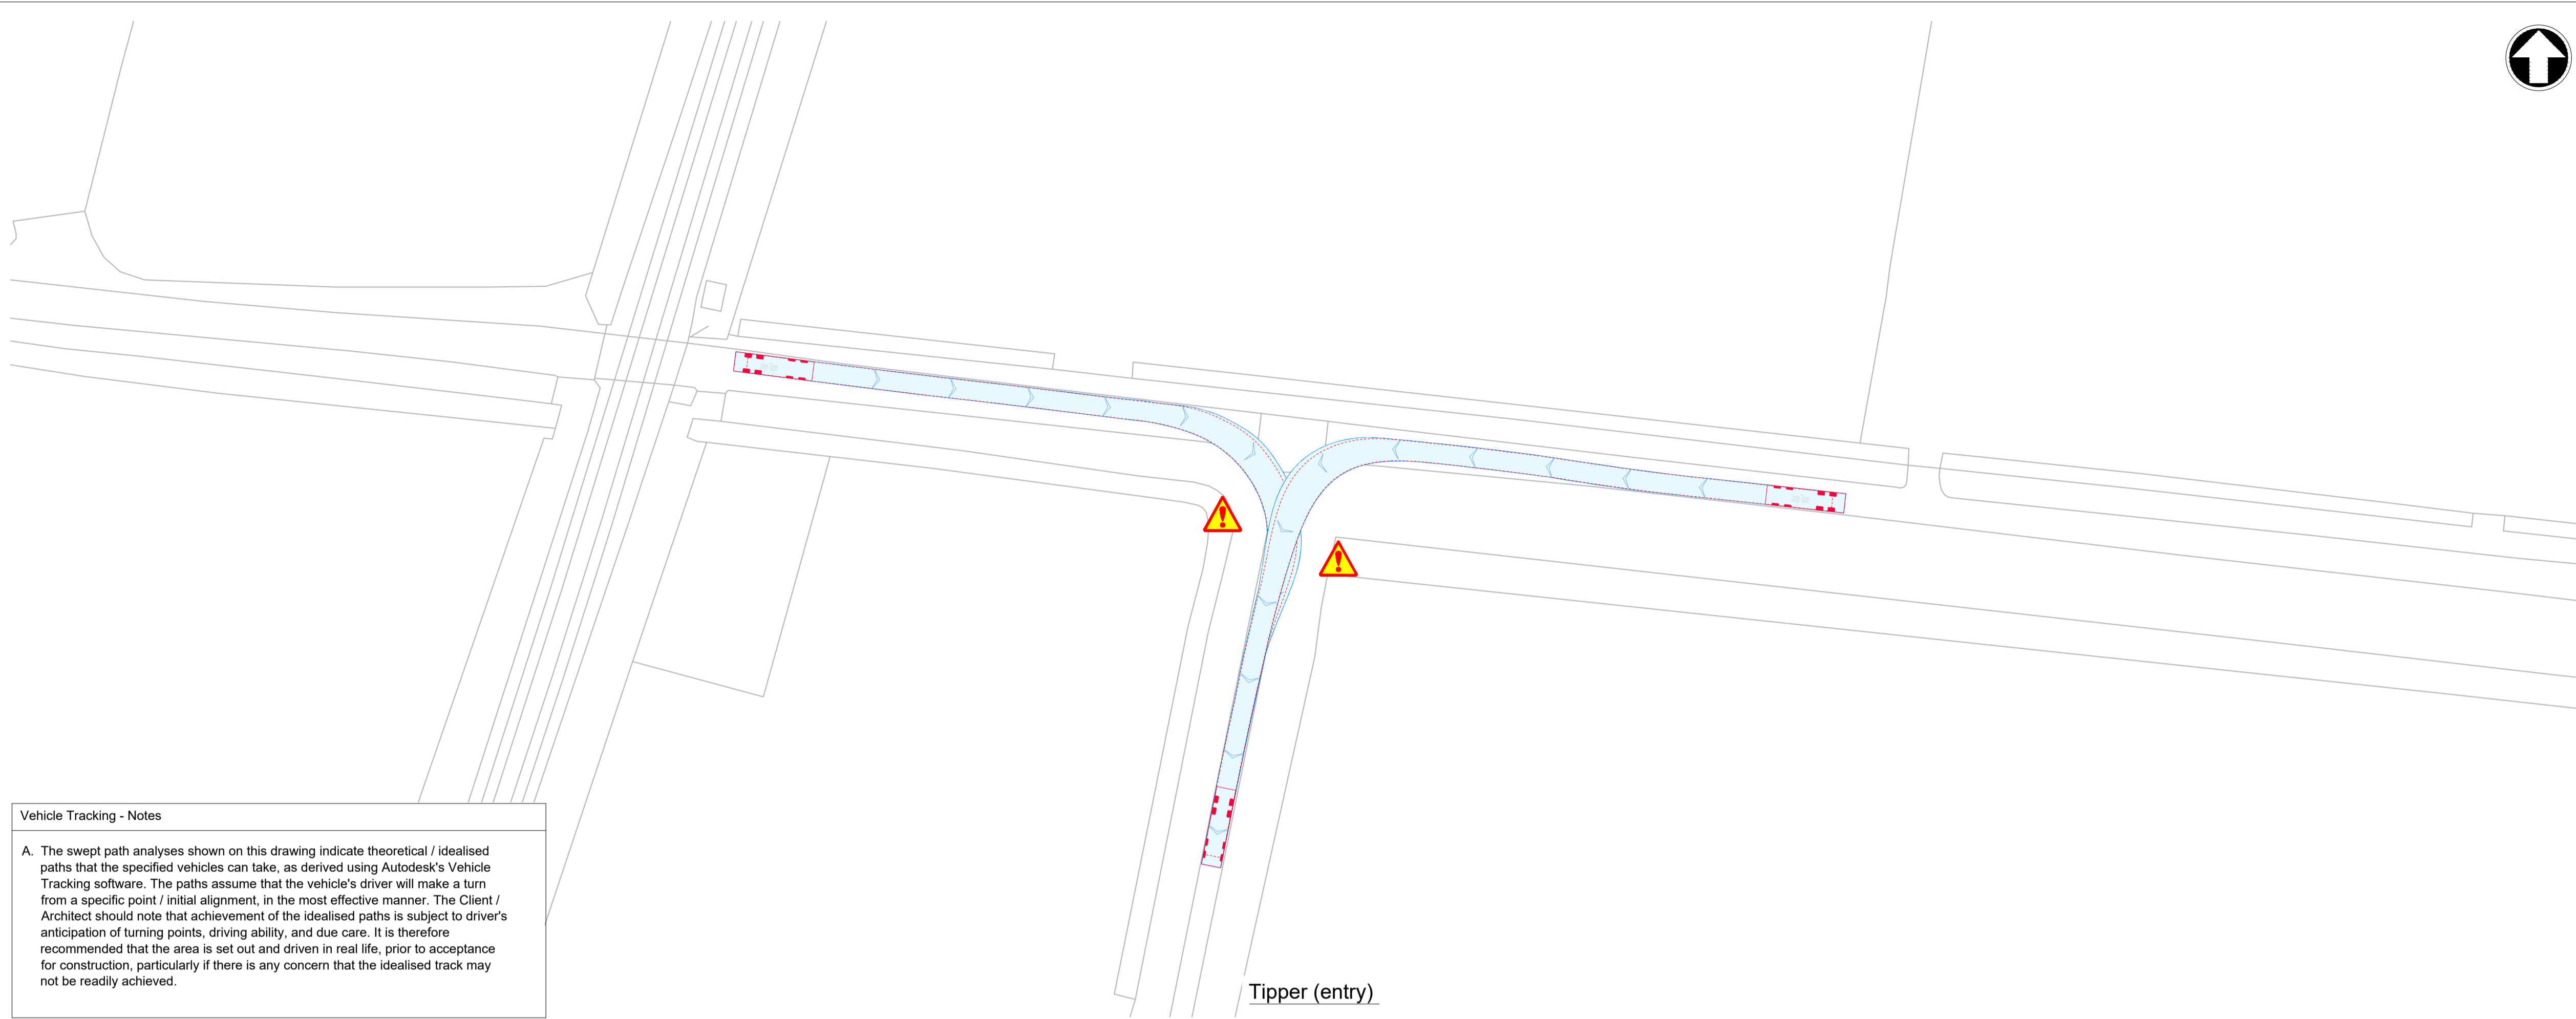 Vehicle Tracking - Notes
A. The swept path analyses shown on this drawing indicate theoretical / idealised
paths that the specified vehicles can take, as derived using Autodesk's Vehicle
Tracking software. The paths assume that the vehicle's driver will make a turn
from a specific point / initial alignment, in the most effective manner. The Client /
Architect should note that achievement of the idealised paths is subject to driver's
anticipation of turning points, driving ability, and due care. It is therefore
recommended that the area is set out and driven in real life, prior to acceptance
for construction, particularly if there is any concern that the idealised track may
not be readily achieved.
Tipper (entry)